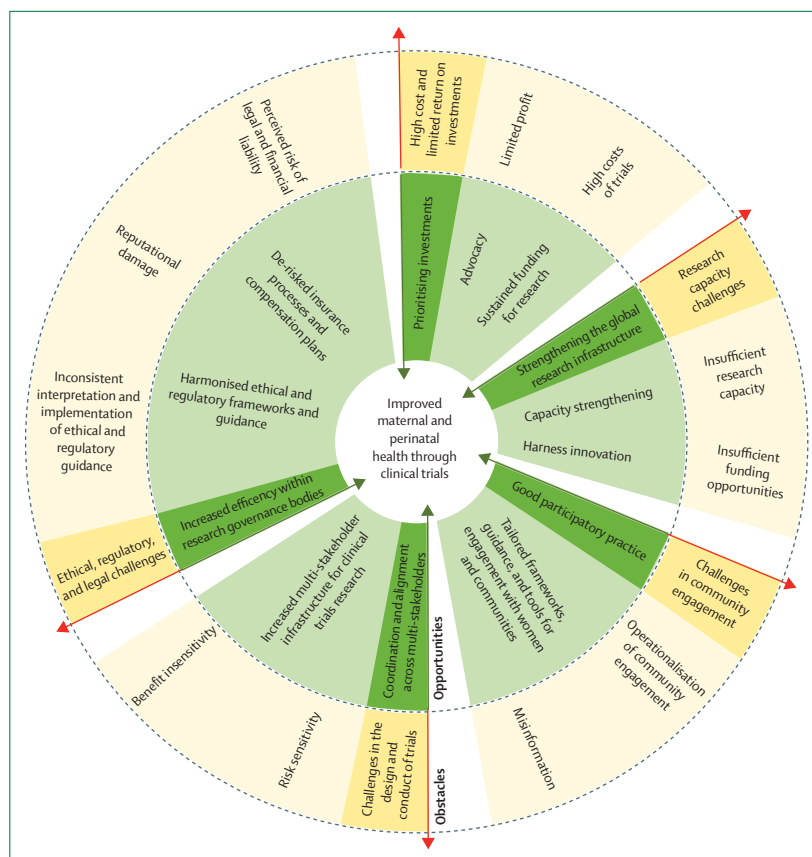 High cost and
limited return on
investments
Limited profit
High costs
of trials
Prioritising investments
Advocacy
Sustained funding
for research
Research
capacity
challenges
Insufficient
research
capacity
Insufficient
funding
opportunities
Strengthening the global
research infrastructure
Capacity strengthening
Harness innovation
Challenges
in community
engagement
Operationalisation
of community
engagement
Misinformation
Good participatory practice
Tailored frameworks,
guidance, and tools for
engagement with women
and communities
Opportunities
Obstacles
Challenges in the
design and
conduct of trials
Risk sensitivity
Benefit insensitivity
Coordination and alignment
across multi-stakeholders
Increased multi-stakeholder
infrastructure for clinical
trials research
Ethical, regulatory,
and legal challenges
Inconsistent
interpretation and
implementation
of ethical and
regulatory
guidance
Reputational
damage
Perceived risk of
legal and financial
liability
Increased efficency within
research governance bodies
Harmonised ethical and
regulatory frameworks and
guidance
De-risked insurance
processes and
compensation plans
Improved
maternal and
perinatal
health through
clinical trials